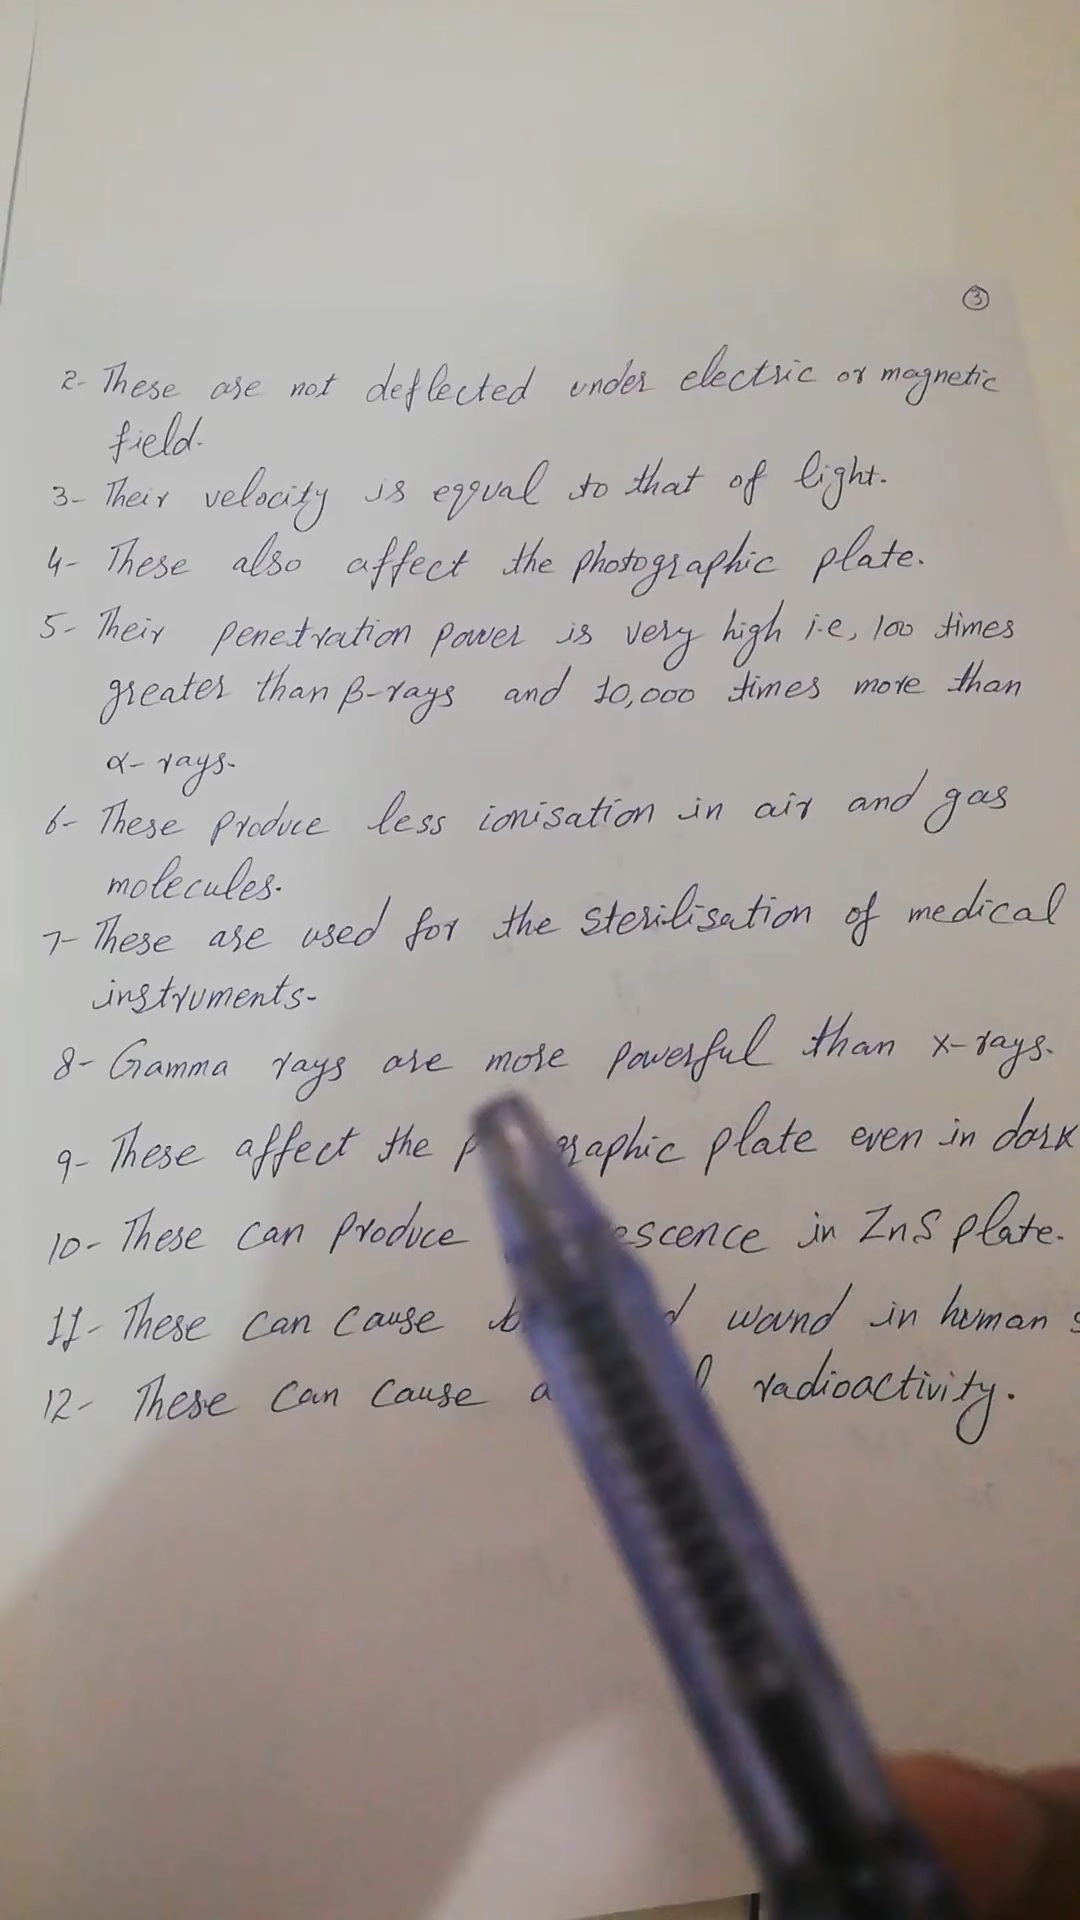 3
2- These are not deflected under electric or magnetic
field.
3- Their velocity is eqqual to that of light.
4- These also affect the photographic plate.
5- Their penetration power is very high i.e, 100 times
greater than β-rays and 10,000 times more than
α- rays.
6- These produce less ionisation in air and gas
molecules.
7- These are used for the sterilisation of medical
instruments-
8- Gamma rays are more powerful than x-rays.
9- These affect the plate even in dark
10- These can produce in ZnS plate.
11- These can cause wound in human
12- These can cause radioactivity.